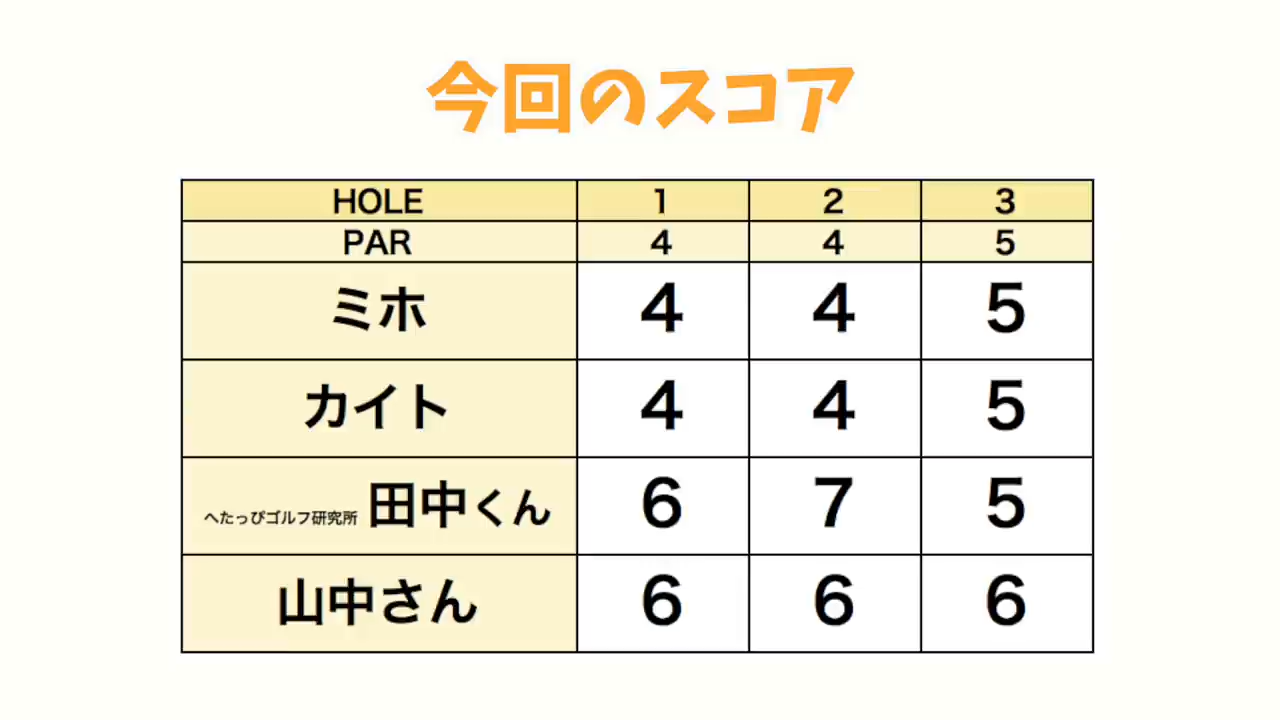 今回のスコア
HOLE 1 2 3
PAR 4 4 5
ミホ 4 4 5
カイト 4 4 5
へたっぴゴルフ研究所 田中くん 6 7 5
山中さん 6 6 6